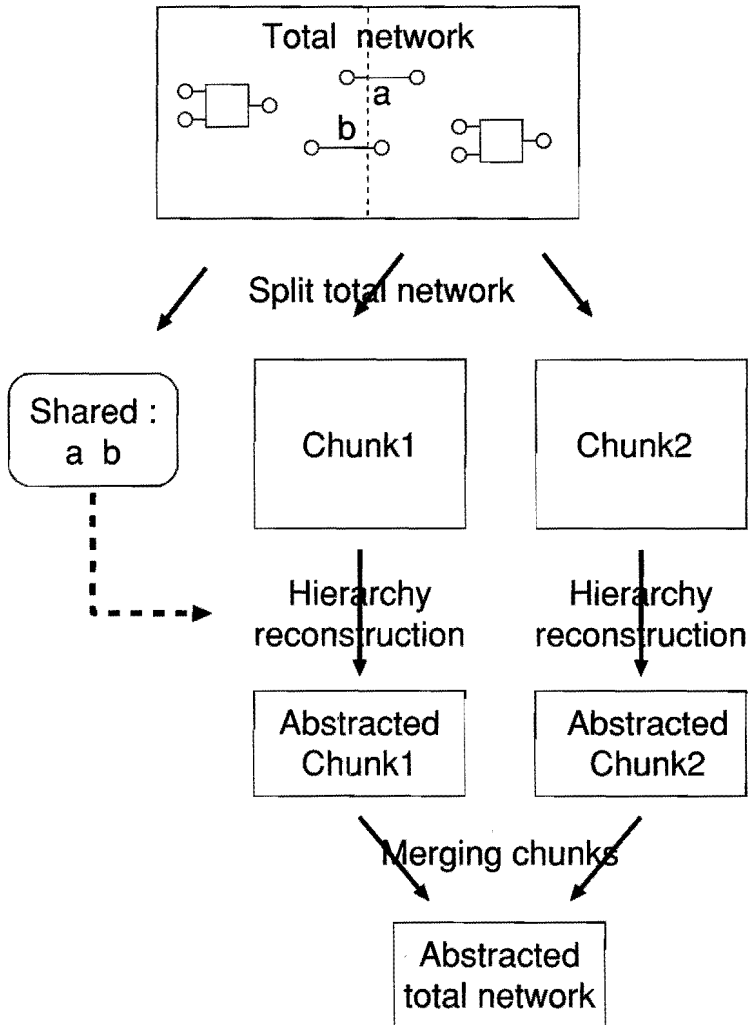 Total network
a
b
Split total network
Shared :
a b
Chunk1
Chunk2
Hierarchy
reconstruction
Hierarchy
reconstruction
Abstracted
Chunk1
Abstracted
Chunk2
Merging chunks
Abstracted
total network